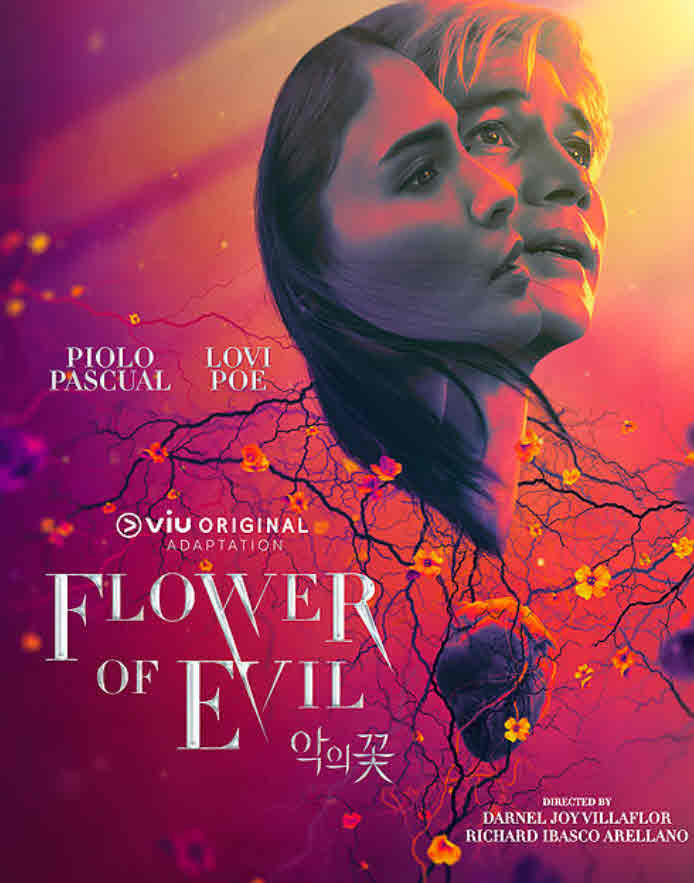 PIOLO
PASCUAL
LOVI
POE
viu ORIGINAL
ADAPTATION
FLOWER
OF EVIL
악의 꽃
DIRECTED BY
DARNEL JOY VILLAFLOR
RICHARD IBASCO ARELLANO